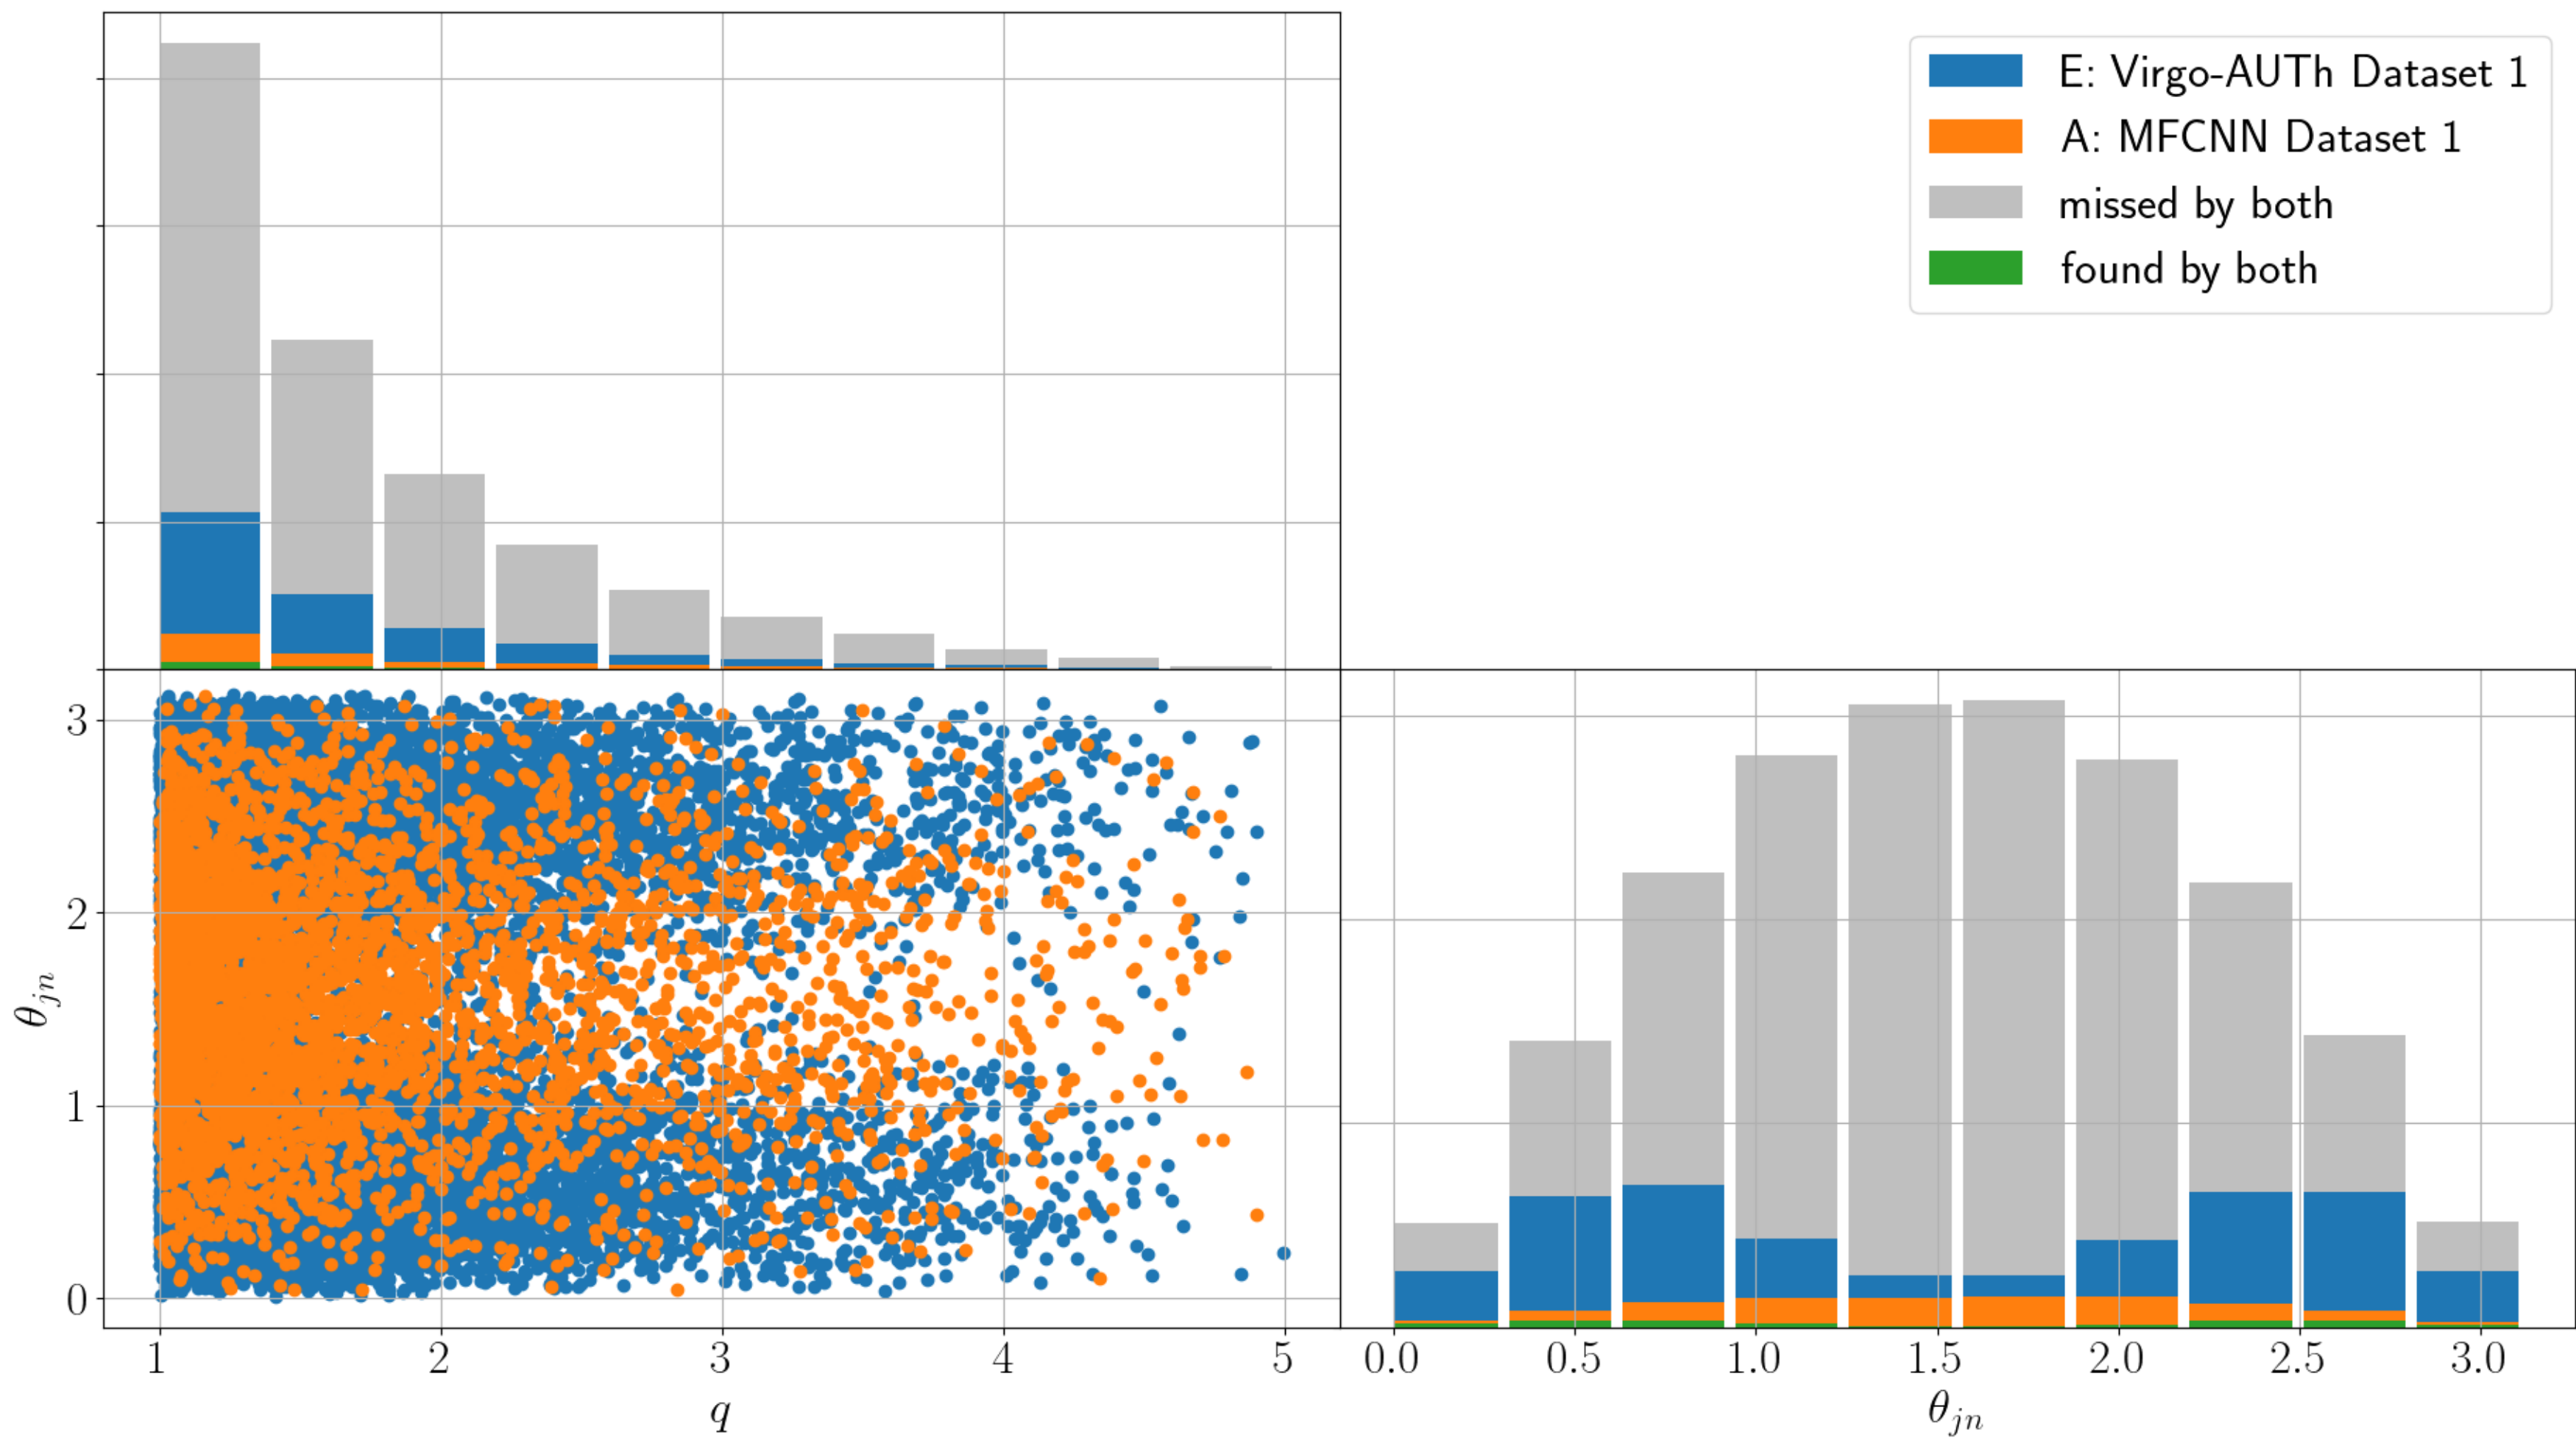 E: Virgo-AUTh Dataset 1
A: MFCNN Dataset 1
missed by both
found by both
3
2
1
0
θjn
1 2 3 4 5
q
0.0 0.5 1.0 1.5 2.0 2.5 3.0
θjn